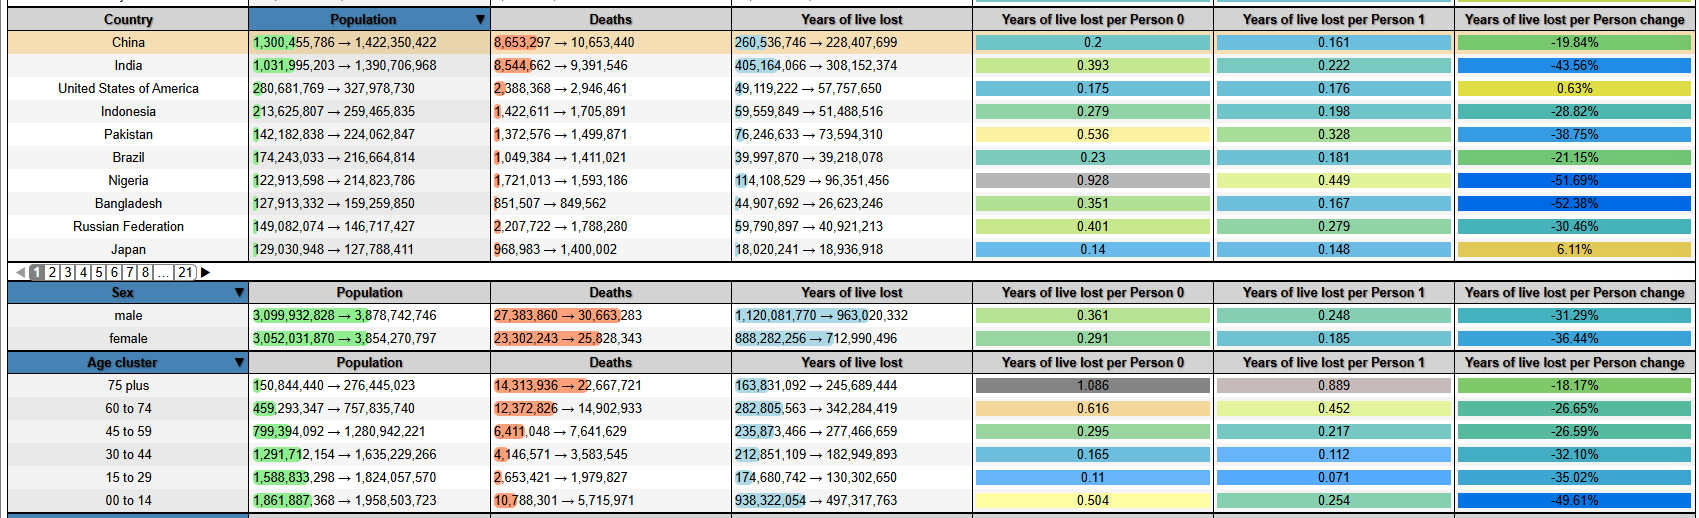 Country Population ▼ Deaths Years of live lost Years of live lost per Person 0 Years of live lost per Person 1 Years of live lost per Person change
China 1,300,455,786 → 1,422,350,422 8,653,297 → 10,653,440 260,536,746 → 228,407,699 0.2 0.161 -19.84%
India 1,031,995,203 → 1,390,706,968 8,544,662 → 9,391,546 405,164,066 → 308,152,374 0.393 0.222 -43.56%
United States of America 280,681,769 → 327,978,730 2,388,368 → 2,946,461 49,119,222 → 57,757,650 0.175 0.176 0.63%
Indonesia 213,625,807 → 259,465,835 1,422,611 → 1,705,891 59,559,849 → 51,488,516 0.279 0.198 -28.82%
Pakistan 142,182,838 → 224,062,847 1,372,576 → 1,499,871 76,246,633 → 73,594,310 0.536 0.328 -38.75%
Brazil 174,243,033 → 216,664,814 1,049,384 → 1,411,021 39,997,870 → 39,218,078 0.23 0.181 -21.15%
Nigeria 122,913,598 → 214,823,786 1,721,013 → 1,593,186 114,108,529 → 96,351,456 0.928 0.449 -51.69%
Bangladesh 127,913,332 → 159,259,850 851,507 → 849,562 44,907,692 → 26,623,246 0.351 0.167 -52.38%
Russian Federation 149,082,074 → 146,717,427 2,207,722 → 1,788,280 59,790,897 → 40,921,213 0.401 0.279 -30.46%
Japan 129,030,948 → 127,788,411 968,983 → 1,400,002 18,020,241 → 18,936,918 0.14 0.148 6.11%
◀ 1 2 3 4 5 6 7 8 ... 21 ▶
Sex ▼ Population Deaths Years of live lost Years of live lost per Person 0 Years of live lost per Person 1 Years of live lost per Person change
male 3,099,932,828 → 3,878,742,746 27,383,860 → 30,663,283 1,120,081,770 → 963,020,332 0.361 0.248 -31.29%
female 3,052,031,870 → 3,854,270,797 23,302,243 → 25,828,343 888,282,256 → 712,990,496 0.291 0.185 -36.44%
Age cluster ▼ Population Deaths Years of live lost Years of live lost per Person 0 Years of live lost per Person 1 Years of live lost per Person change
75 plus 150,844,440 → 276,445,023 14,313,936 → 22,667,721 163,831,092 → 245,689,444 1.086 0.889 -18.17%
60 to 74 459,293,347 → 757,835,740 12,372,826 → 14,902,933 282,805,563 → 342,284,419 0.616 0.452 -26.65%
45 to 59 799,394,092 → 1,280,942,221 6,411,048 → 7,641,629 235,873,466 → 277,466,659 0.295 0.217 -26.59%
30 to 44 1,291,712,154 → 1,635,229,266 4,146,571 → 3,583,545 212,851,109 → 182,949,893 0.165 0.112 -32.10%
15 to 29 1,588,833,298 → 1,824,057,570 2,653,421 → 1,979,827 174,680,742 → 130,302,650 0.11 0.071 -35.02%
00 to 14 1,861,887,368 → 1,958,503,723 10,788,301 → 5,715,971 938,322,054 → 497,317,763 0.504 0.254 -49.61%